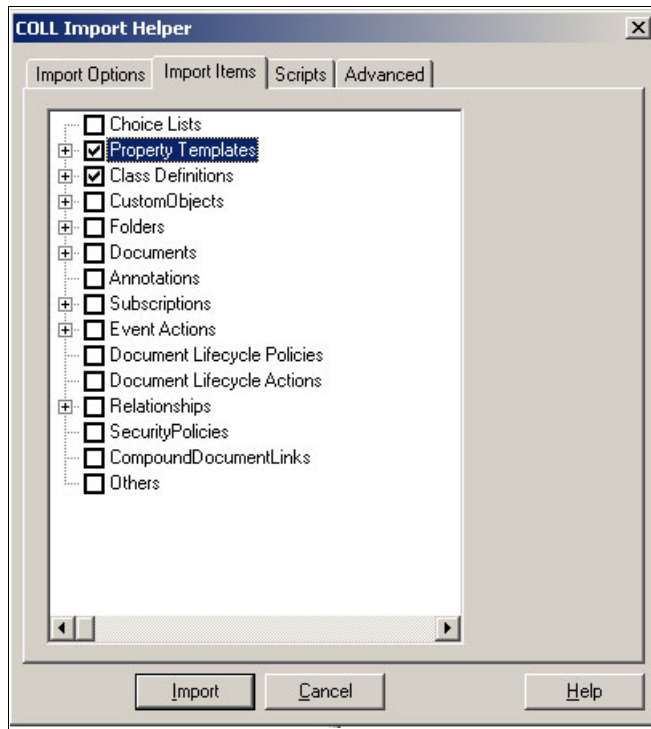 COLL Import Helper
Import Options Import Items Scripts Advanced
Choice Lists
Property Templates
Class Definitions
CustomObjects
Folders
Documents
Annotations
Subscriptions
Event Actions
Document Lifecycle Policies
Document Lifecycle Actions
Relationships
SecurityPolicies
CompoundDocumentLinks
Others
Import Cancel Help